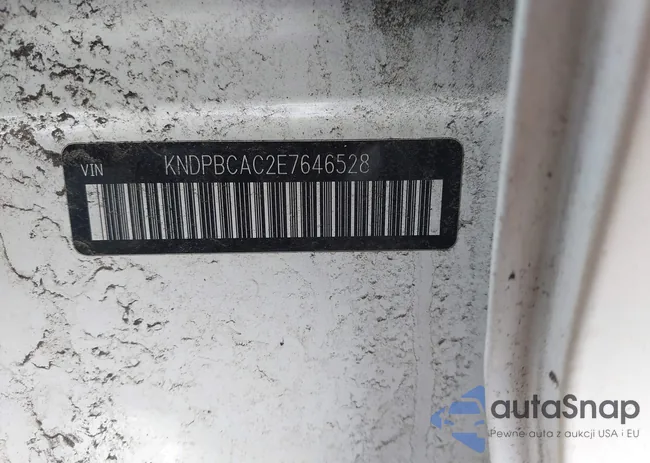 VIN KNDPBCAC2E7646528
autaSnap
Pewne auta z aukcji USA i EU